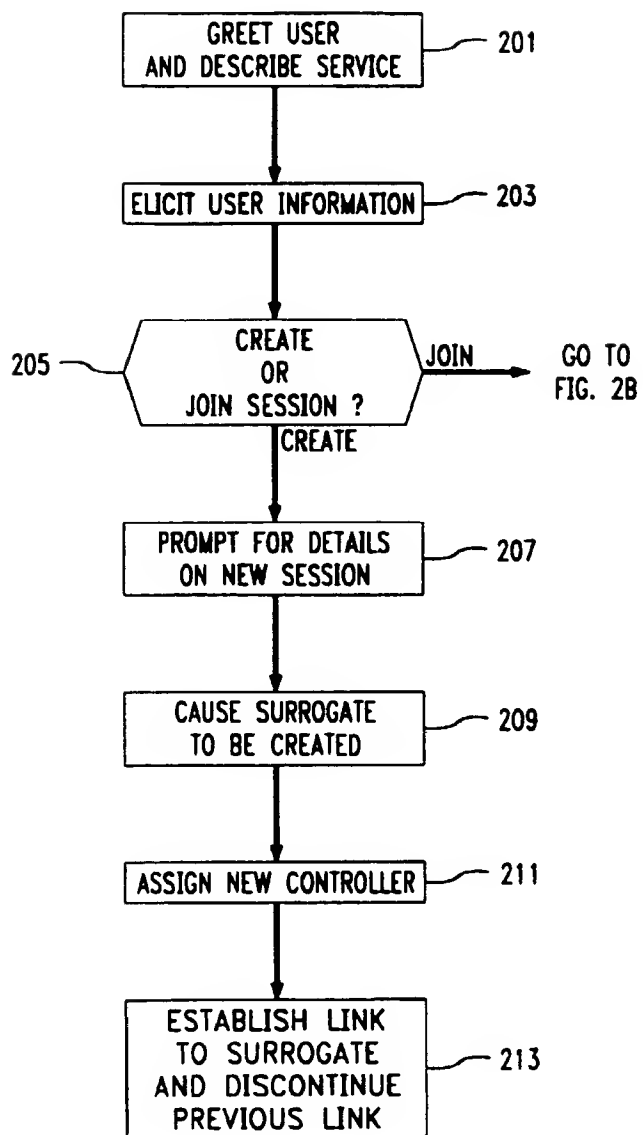 GREET USER
AND DESCRIBE SERVICE
201
ELICIT USER INFORMATION
203
205
CREATE
OR
JOIN SESSION ?
JOIN
GO TO
FIG. 2B
CREATE
PROMPT FOR DETAILS
ON NEW SESSION
207
CAUSE SURROGATE
TO BE CREATED
209
ASSIGN NEW CONTROLLER
211
ESTABLISH LINK
TO SURROGATE
AND DISCONTINUE
PREVIOUS LINK
213